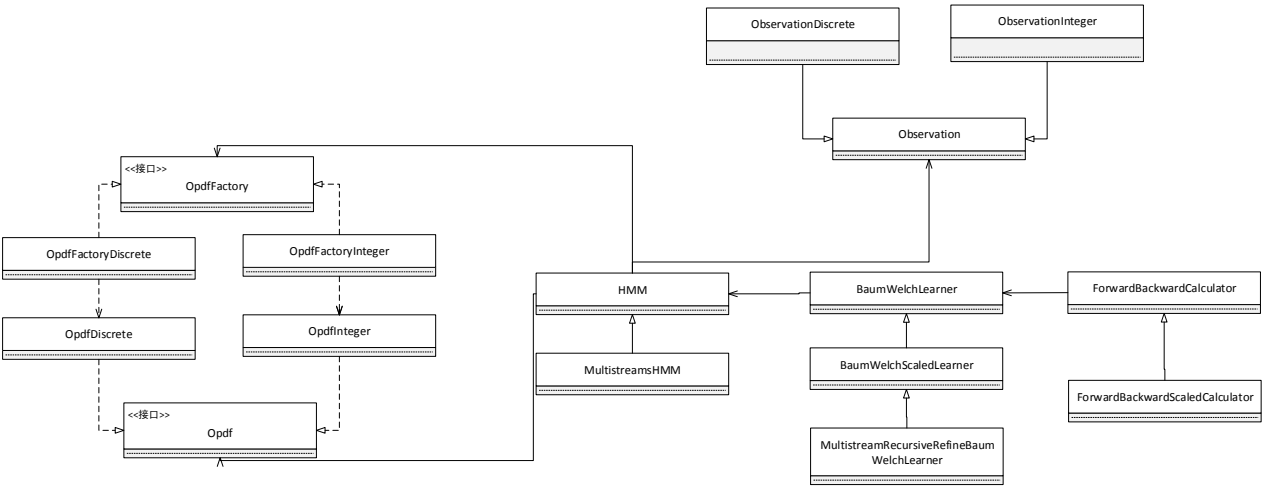 ObservationDiscrete
ObservationInteger
Observation
<<接口>>
OpdfFactory
OpdfFactoryDiscrete
OpdfFactoryInteger
HMM
BaumWelchLearner
ForwardBackwardCalculator
OpdfDiscrete
OpdfInteger
MultistreamsHMM
BaumWelchScaledLearner
ForwardBackwardScaledCalculator
<<接口>>
Opdf
MultistreamRecursiveRefineBaum
WelchLearner